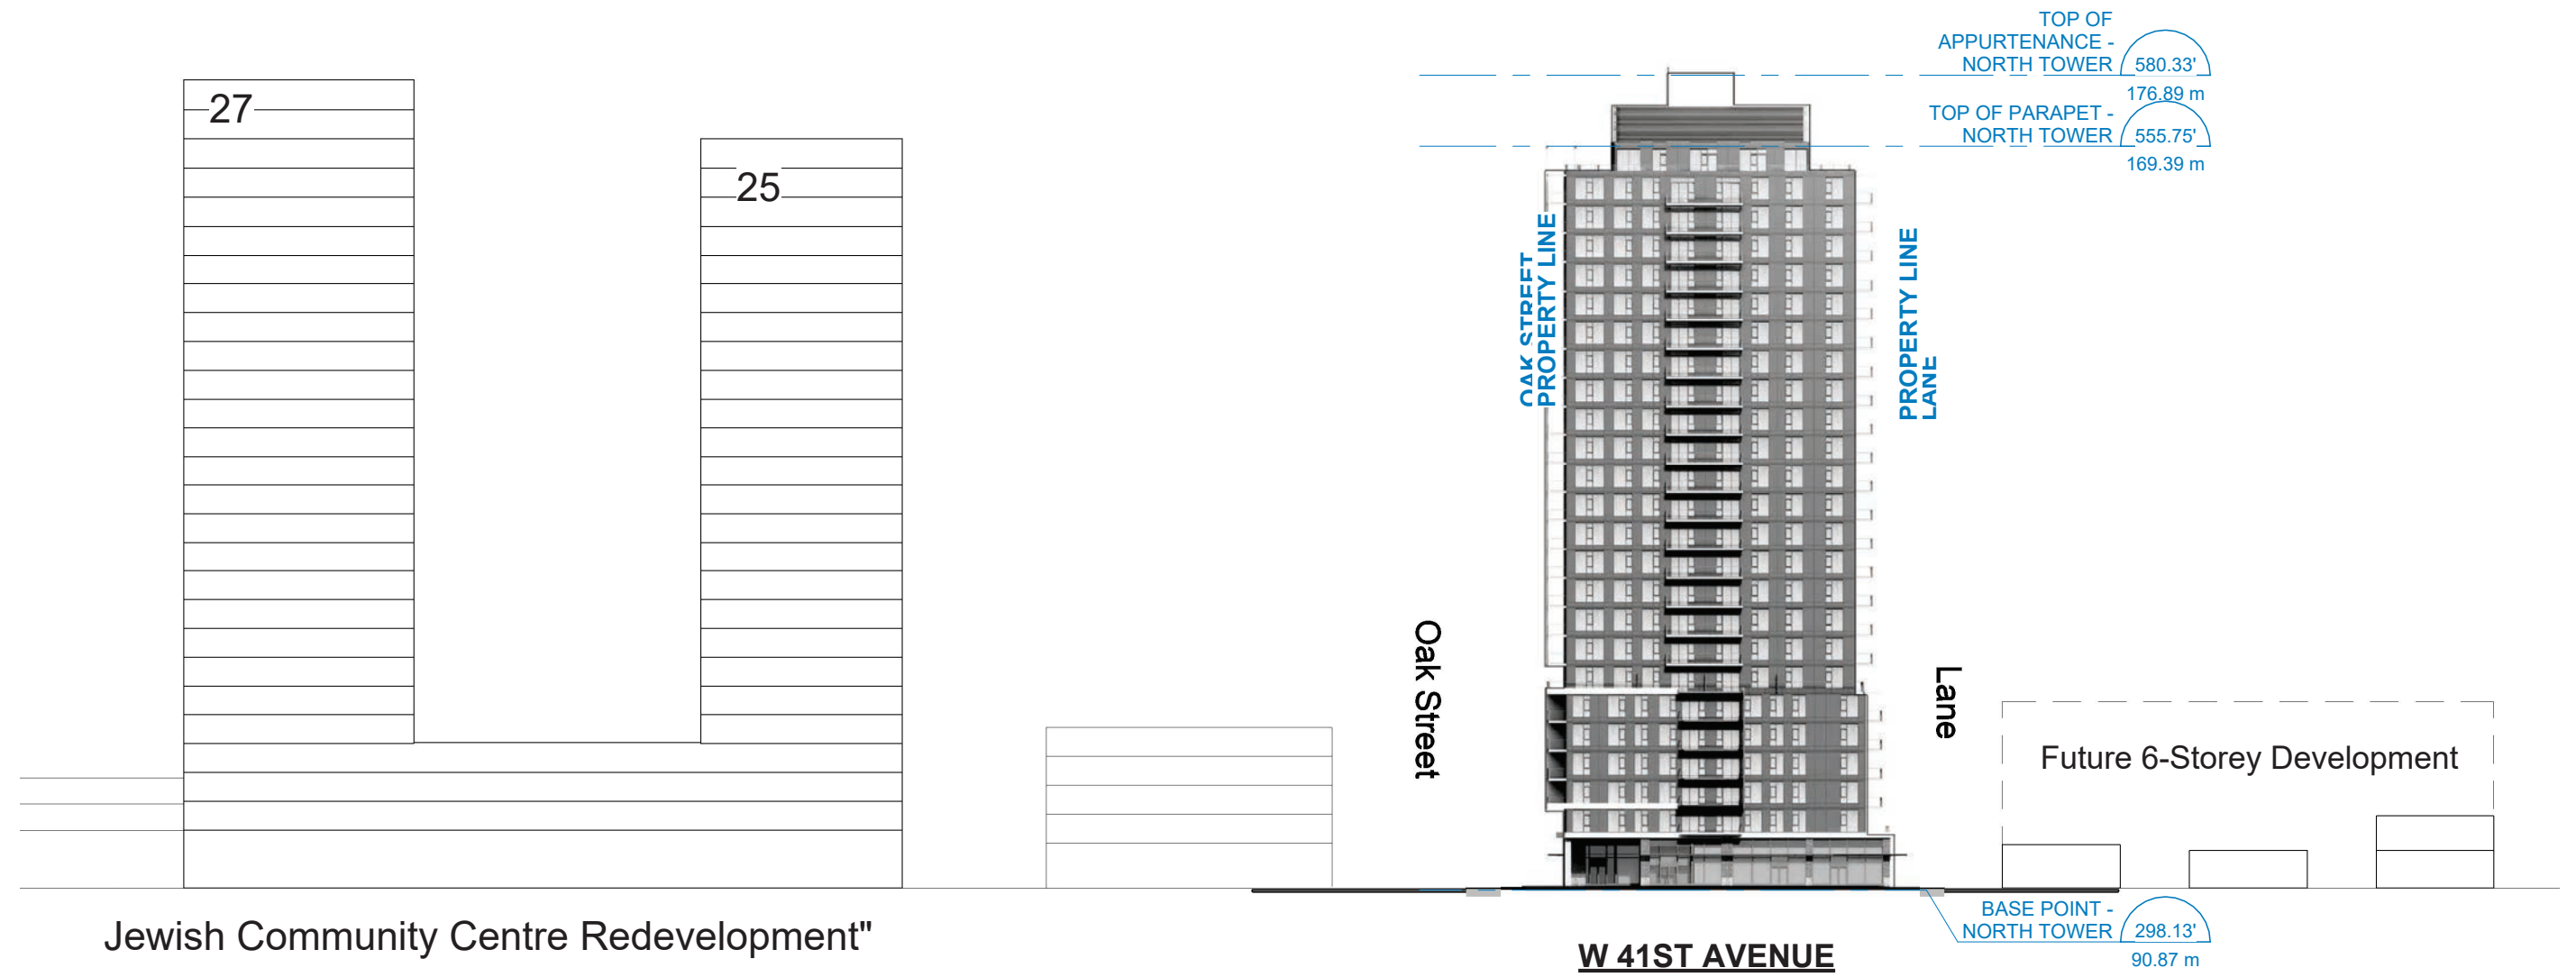 TOP OF
APPURTENANCE -
NORTH TOWER
580.33'
176.89 m
TOP OF PARAPET -
NORTH TOWER
555.75'
169.39 m
27
25
OAK STREET
PROPERTY LINE
PROPERTY LINE
LANE
Oak Street
Lane
Future 6-Storey Development
BASE POINT -
NORTH TOWER
298.13'
90.87 m
Jewish Community Centre Redevelopment"
W 41ST AVENUE